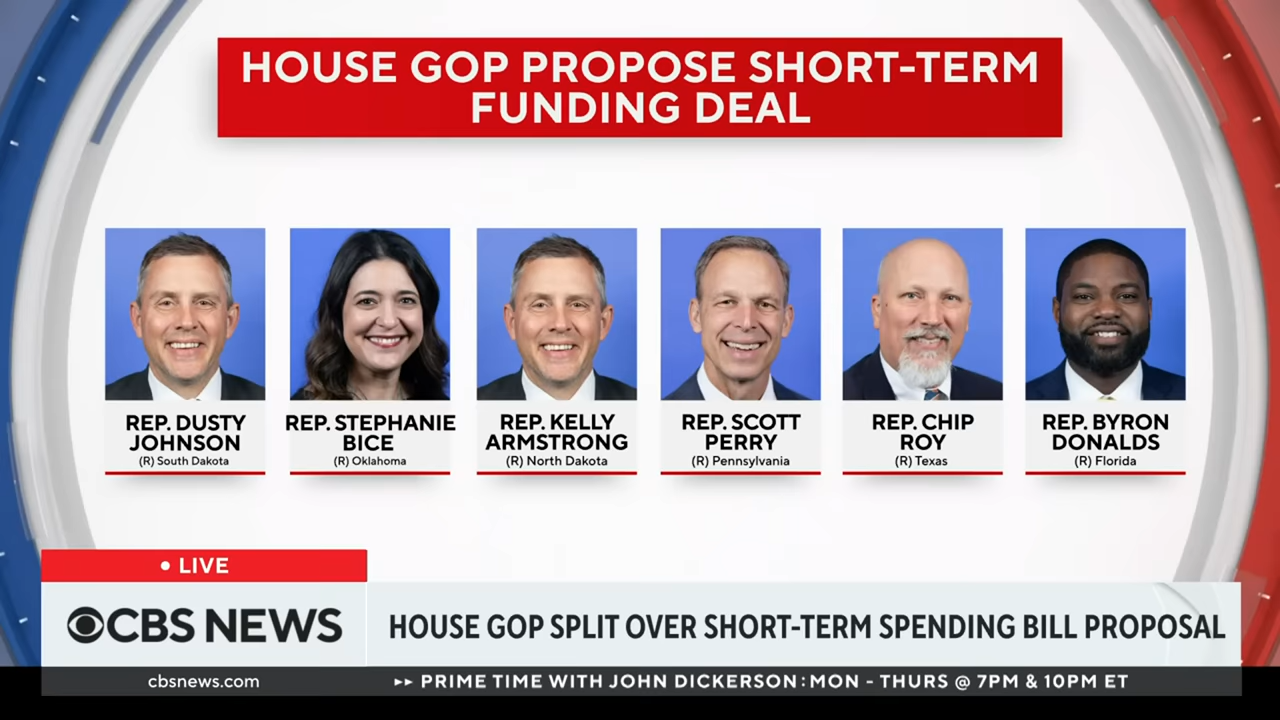 HOUSE GOP PROPOSE SHORT-TERM
FUNDING DEAL
REP. DUSTY
JOHNSON
(R) South Dakota
REP. STEPHANIE
BICE
(R) Oklahoma
REP. KELLY
ARMSTRONG
(R) North Dakota
REP. SCOTT
PERRY
(R) Pennsylvania
REP. CHIP
ROY
(R) Texas
REP. BYRON
DONALDS
(R) Florida
• LIVE
CBS NEWS
HOUSE GOP SPLIT OVER SHORT-TERM SPENDING BILL PROPOSAL
cbsnews.com
PRIME TIME WITH JOHN DICKERSON: MON - THURS @ 7PM & 10PM ET